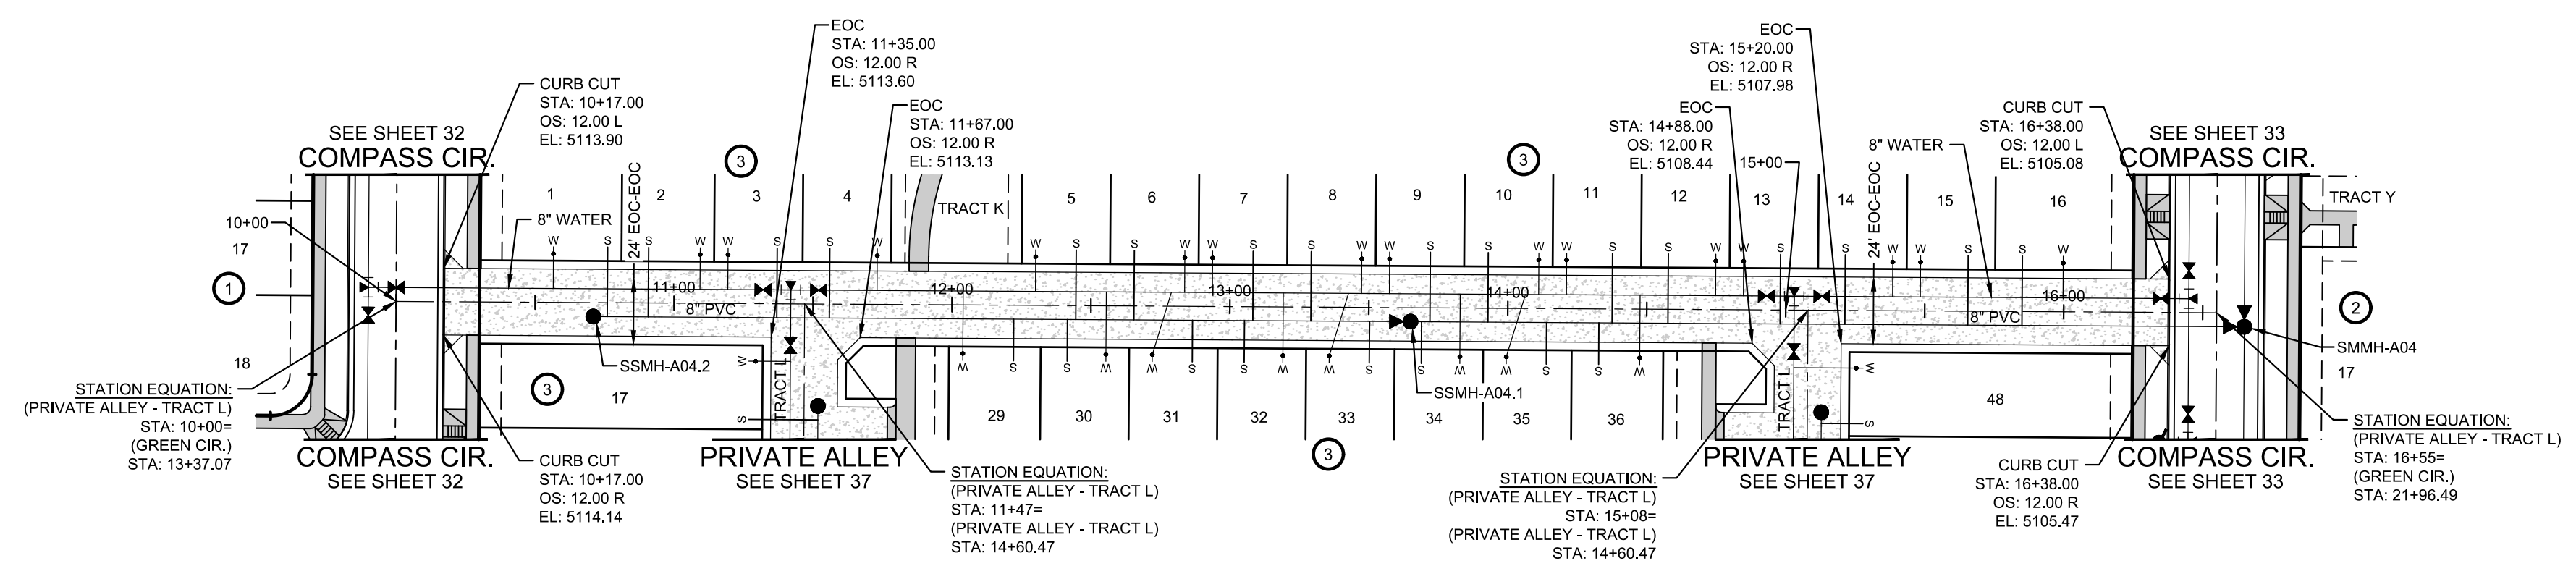 EOC
STA: 11+35.00
OS: 12.00 R
EL: 5113.60
EOC
STA: 15+20.00
OS: 12.00 R
EL: 5107.98
CURB CUT
STA: 10+17.00
OS: 12.00 L
EL: 5113.90
EOC
STA: 11+67.00
OS: 12.00 R
EL: 5113.13
EOC
STA: 14+88.00
OS: 12.00 R
EL: 5108.44
CURB CUT
STA: 16+38.00
OS: 12.00 L
EL: 5105.08
SEE SHEET 32
COMPASS CIR.
3
3
15+00
8" WATER
SEE SHEET 33
COMPASS CIR.
1
2
3
4
TRACT K
5
6
7
8
9
10
11
12
13
14
15
16
TRACT Y
10+00
17
8" WATER
24' EOC-EOC
24' EOC-EOC
W
S
S
W
W
S
S
W
W
S
S
W
W
S
S
W
W
S
S
W
W
S
S
W
W
S
S
W
W
S
S
W
1
11+00
8" PVC
12+00
13+00
14+00
16+00
8" PVC
2
18
SSMH-A04.2
W
TRACT L
W
S
S
W
W
S
S
W
W
S
S
W
TRACT L
W
SMMH-A04
17
STATION EQUATION:
(PRIVATE ALLEY - TRACT L)
STA: 10+00=
(GREEN CIR.)
STA: 13+37.07
3
17
SSMH-A04.1
S
29
30
31
32
33
34
35
36
S
48
STATION EQUATION:
(PRIVATE ALLEY - TRACT L)
STA: 16+55=
(GREEN CIR.)
STA: 21+96.49
COMPASS CIR.
SEE SHEET 32
CURB CUT
STA: 10+17.00
OS: 12.00 R
EL: 5114.14
PRIVATE ALLEY
SEE SHEET 37
STATION EQUATION:
(PRIVATE ALLEY - TRACT L)
STA: 11+47=
(PRIVATE ALLEY - TRACT L)
STA: 14+60.47
3
STATION EQUATION:
(PRIVATE ALLEY - TRACT L)
STA: 15+08=
(PRIVATE ALLEY - TRACT L)
STA: 14+60.47
PRIVATE ALLEY
SEE SHEET 37
CURB CUT
STA: 16+38.00
OS: 12.00 R
EL: 5105.47
COMPASS CIR.
SEE SHEET 33